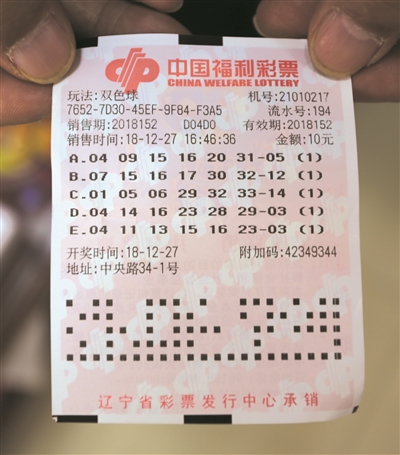 中国福利彩票
CHINA WELFARE LOTTERY
玩法:双色球 机号:21010217
7652-7D30-45EF-9F84-F3A5 流水号:194
销售期:2018152 D04D0 有效期:2018152
销售时间:18-12-27 16:46:36 金额:10元
A.04 09 15 16 20 31-05 (1)
B.07 15 16 17 30 32-12 (1)
C.01 05 06 29 32 33-14 (1)
D.04 14 16 23 28 29-03 (1)
E.04 11 13 15 16 23-03 (1)
开奖时间:18-12-27 附加码:42349344
地址:中央路34-1号
辽宁省彩票发行中心承销